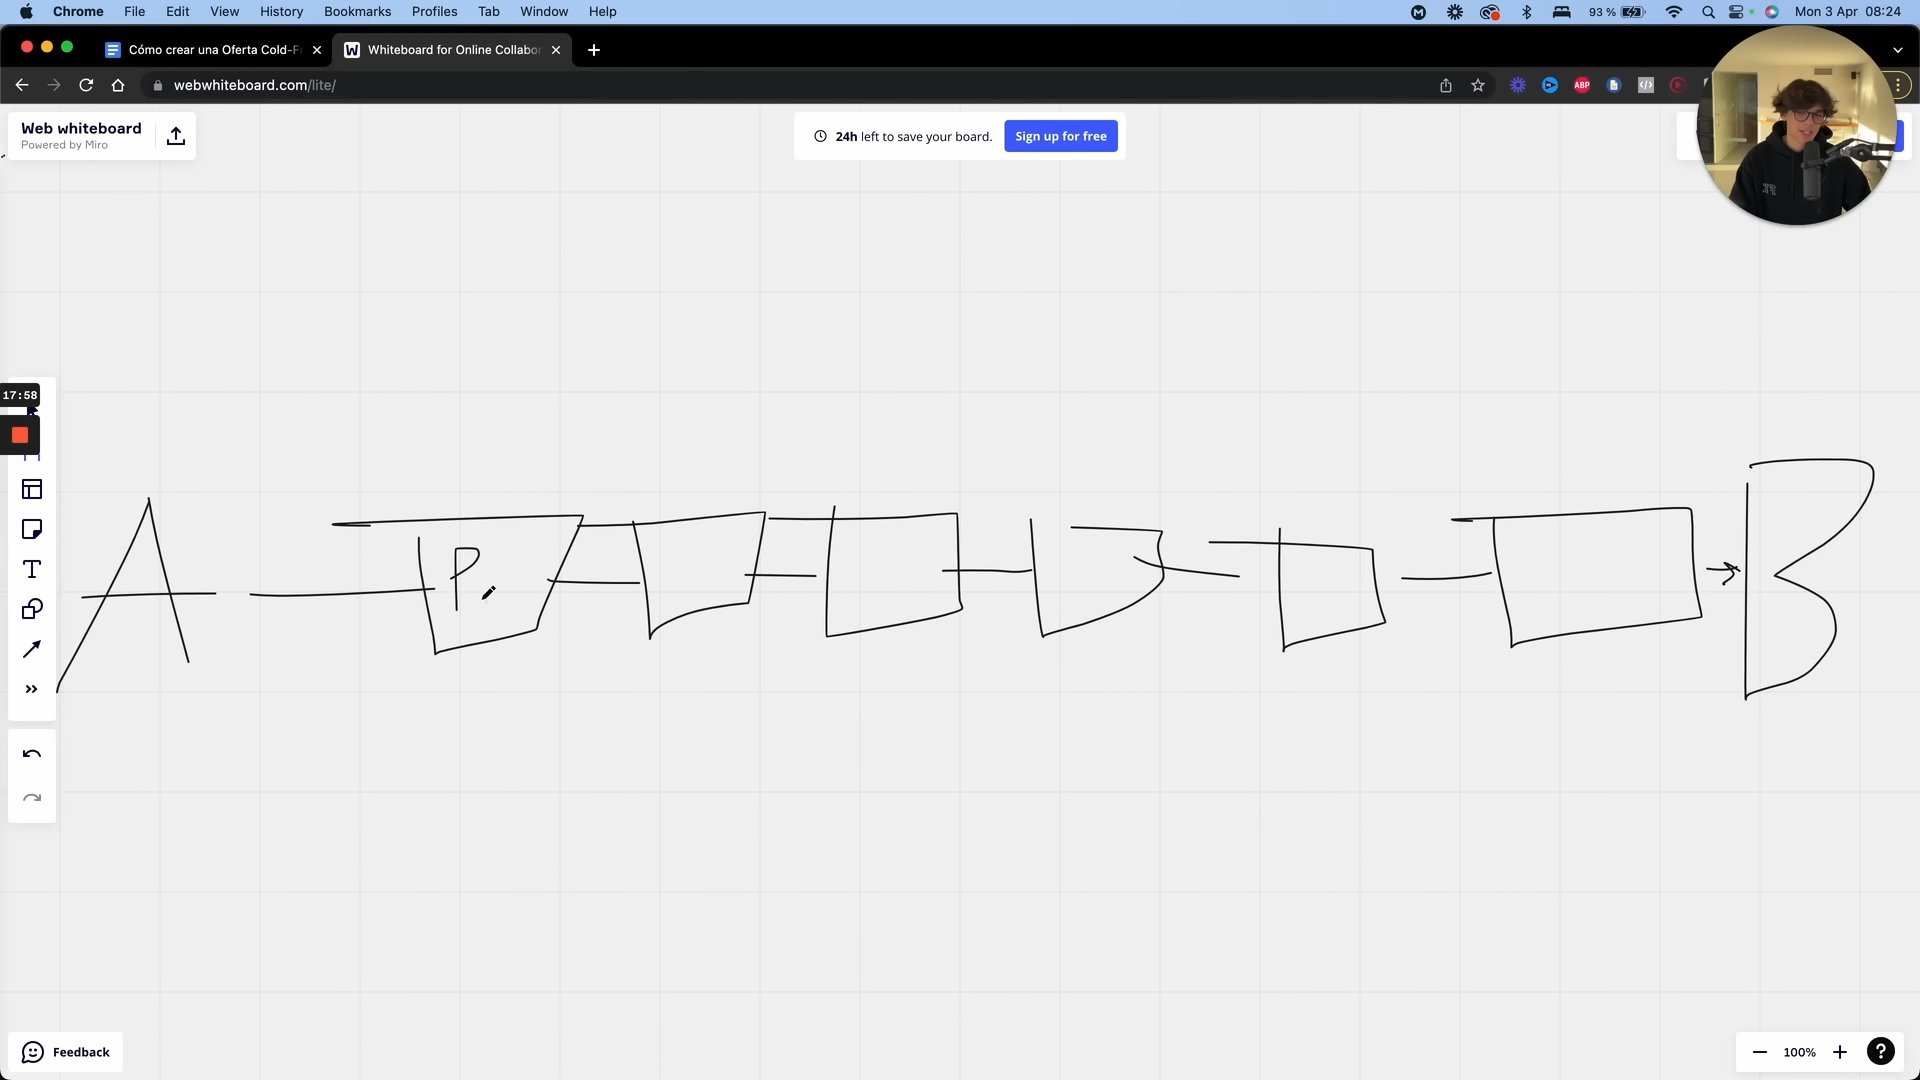 Chrome File Edit View History Bookmarks Profiles Tab Window Help
93 % Mon 3 Apr 08:24
Cómo crear una Oferta Cold-F
Whiteboard for Online Collabor
webwhiteboard.com/lite/
ABP
Web whiteboard
Powered by Miro
24h left to save your board.
Sign up for free
17:58
A P B
Feedback
100%